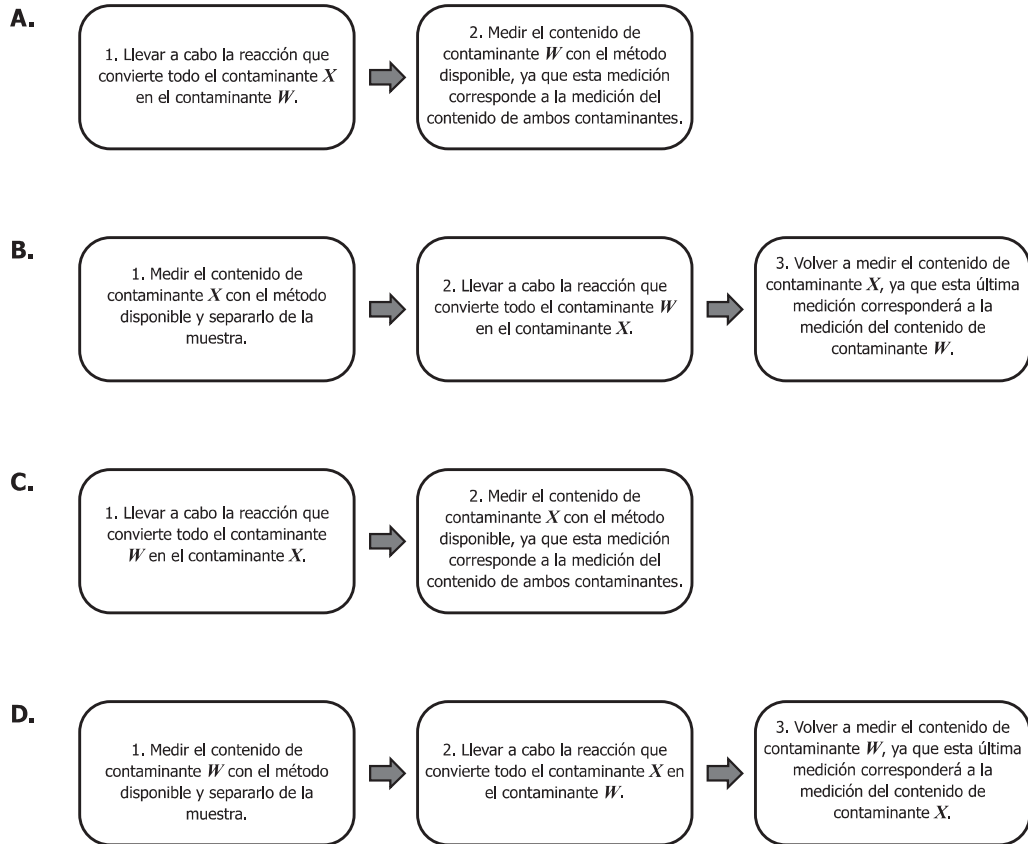 A.
1. Llevar a cabo la reacción que
convierte todo el contaminante X
en el contaminante W.
2. Medir el contenido de
contaminante W con el método
disponible, ya que esta medición
corresponde a la medición del
contenido de ambos contaminantes.
B.
1. Medir el contenido de
contaminante X con el método
disponible y separarlo de la
muestra.
2. Llevar a cabo la reacción que
convierte todo el contaminante W
en el contaminante X.
3. Volver a medir el contenido de
contaminante X, ya que esta última
medición corresponderá a la
medición del contenido de
contaminante W.
C.
1. Llevar a cabo la reacción que
convierte todo el contaminante
W en el contaminante X.
2. Medir el contenido de
contaminante X con el método
disponible, ya que esta medición
corresponde a la medición del
contenido de ambos contaminantes.
D.
1. Medir el contenido de
contaminante W con el método
disponible y separarlo de la
muestra.
2. Llevar a cabo la reacción que
convierte todo el contaminante X en
el contaminante W.
3. Volver a medir el contenido de
contaminante W, ya que esta última
medición corresponderá a la
medición del contenido de
contaminante X.